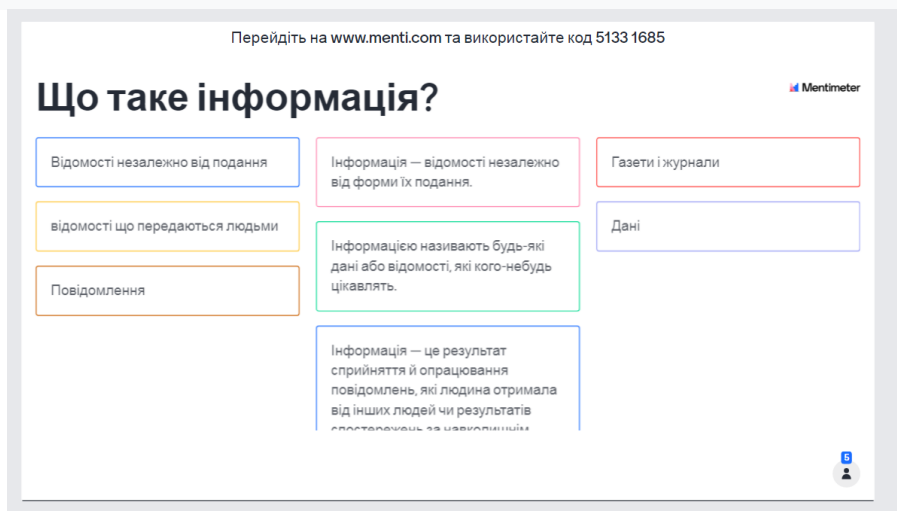 Перейдіть на www.menti.com та використайте код 5133 1685
Що таке інформація?
Mentimeter
Відомості незалежно від подання
відомості що передаються людьми
Повідомлення
Інформація — відомості незалежно
від форми їх подання.
Інформацією називають будь-які
дані або відомості, які кого-небудь
цікавлять.
Інформація — це результат
сприйняття й опрацювання
повідомлень, які людина отримала
від інших людей чи результатів
спостережень за навколишнім
Газети і журнали
Дані
5